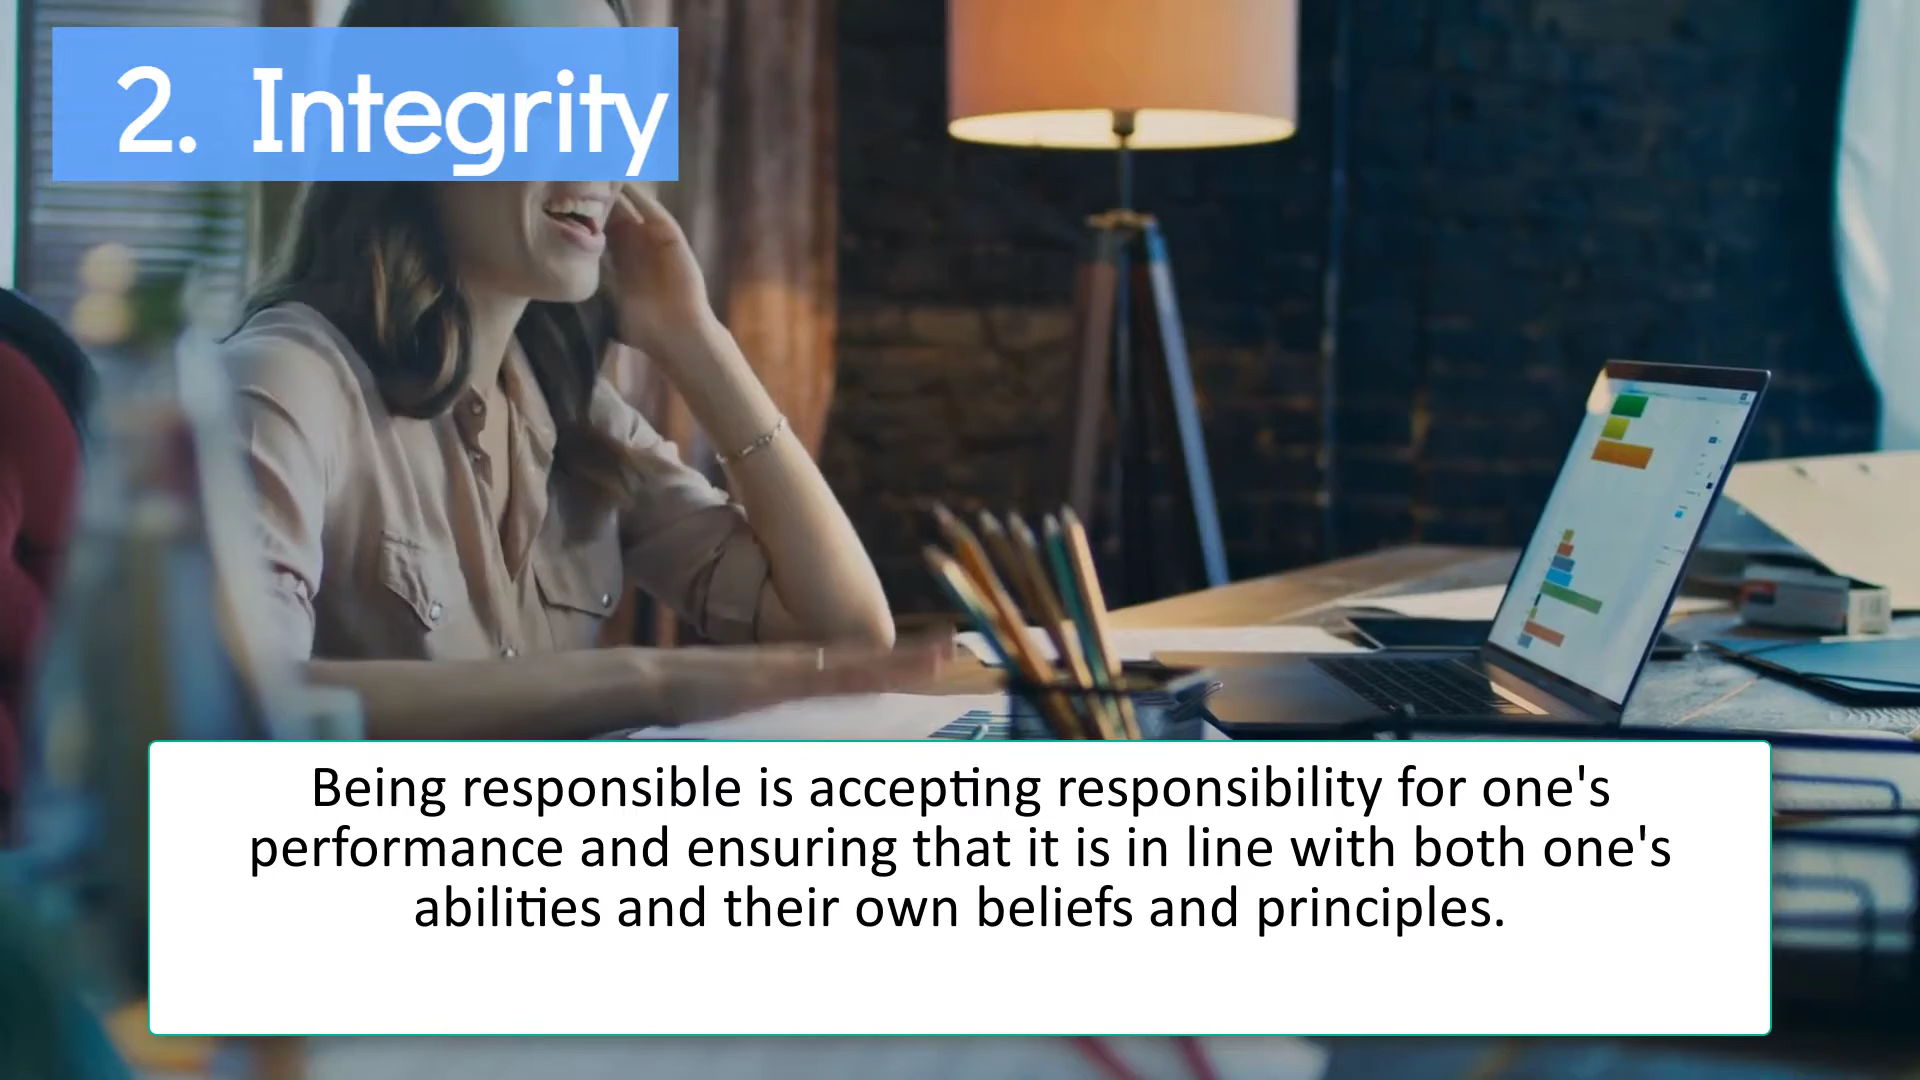 2. Integrity
Being responsible is accepting responsibility for one's
performance and ensuring that it is in line with both one's
abilities and their own beliefs and principles.